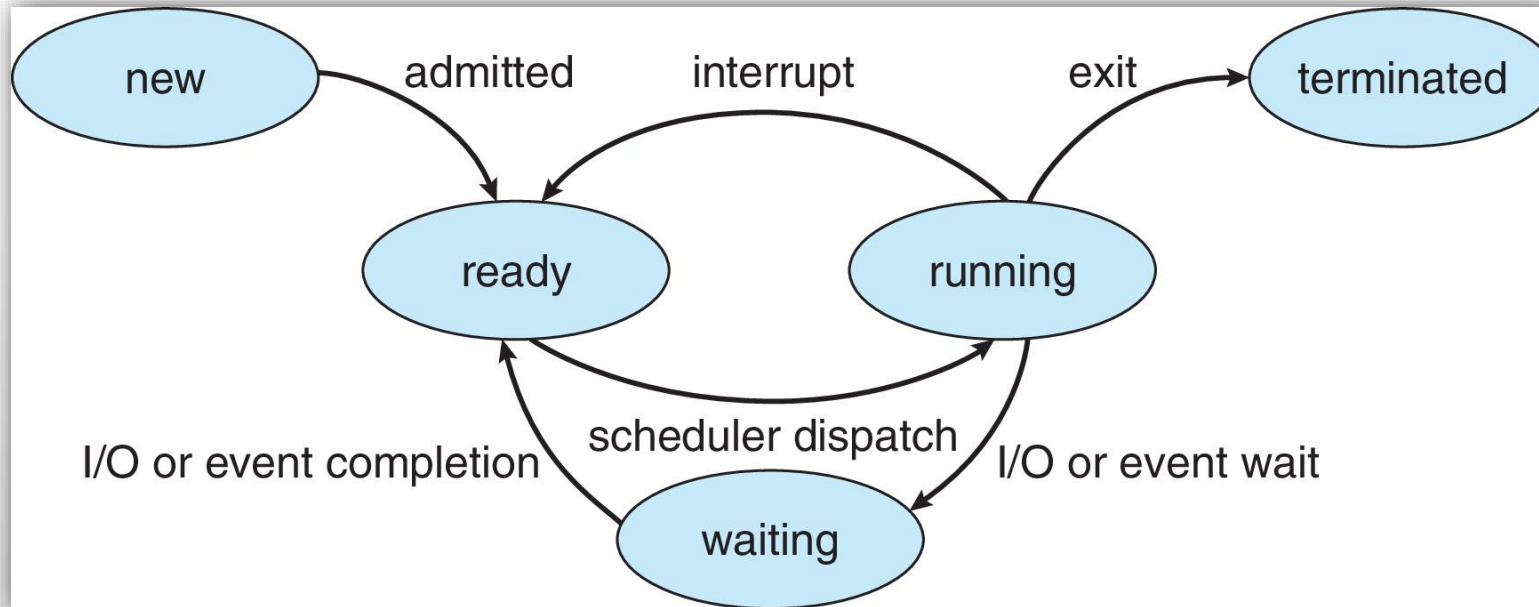 new
admitted
interrupt
exit
terminated
ready
running
scheduler dispatch
I/O or event completion
I/O or event wait
waiting